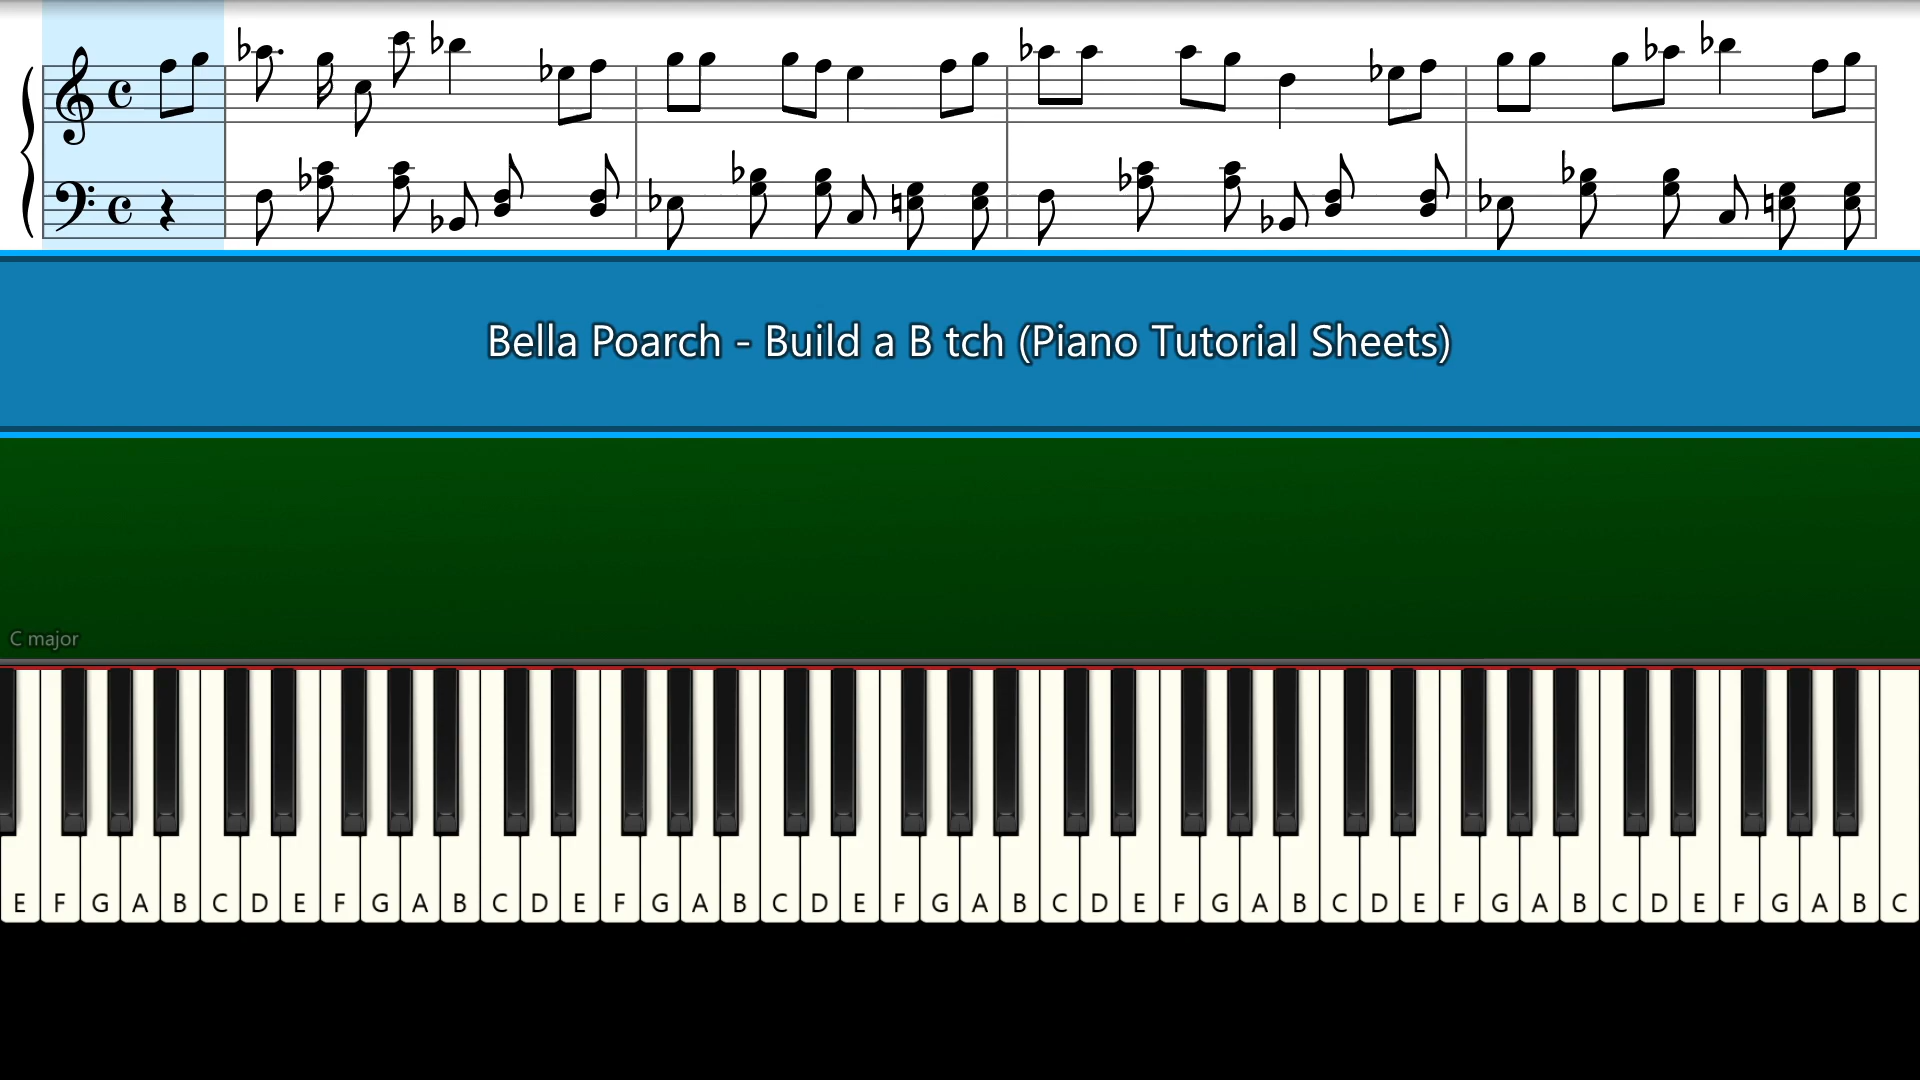 Bella Poarch - Build a B tch (Piano Tutorial Sheets)
C major
E F G A B C D E F G A B C D E F G A B C D E F G A B C D E F G A B C D E F G A B C D E F G A B C